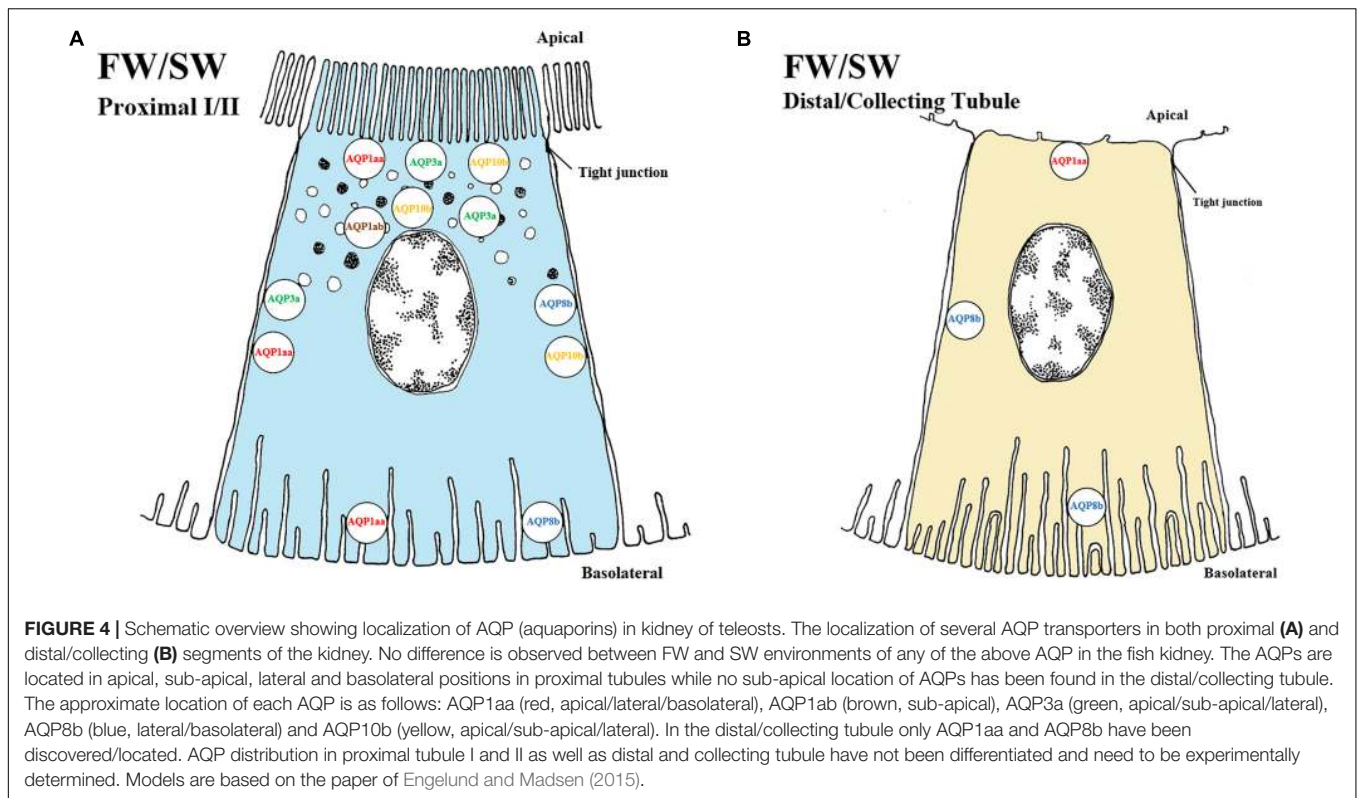 A
FW/SW
Proximal I/II
Apical
AQP1aa
AQP3a
AQP10b
Tight junction
AQP10b
AQP3a
AQP1ab
AQP3a
AQP8b
AQP1aa
AQP10b
AQP1aa
AQP8b
Basolateral
B
FW/SW
Distal/Collecting Tubule
Apical
AQP1aa
Tight junction
AQP8b
AQP8b
Basolateral
FIGURE 4 | Schematic overview showing localization of AQP (aquaporins) in kidney of teleosts. The localization of several AQP transporters in both proximal (A) and
distal/collecting (B) segments of the kidney. No difference is observed between FW and SW environments of any of the above AQP in the fish kidney. The AQPs are
located in apical, sub-apical, lateral and basolateral positions in proximal tubules while no sub-apical location of AQPs has been found in the distal/collecting tubule.
The approximate location of each AQP is as follows: AQP1aa (red, apical/lateral/basolateral), AQP1ab (brown, sub-apical), AQP3a (green, apical/sub-apical/lateral),
AQP8b (blue, lateral/basolateral) and AQP10b (yellow, apical/sub-apical/lateral). In the distal/collecting tubule only AQP1aa and AQP8b have been
discovered/located. AQP distribution in proximal tubule I and II as well as distal and collecting tubule have not been differentiated and need to be experimentally
determined. Models are based on the paper of Engelund and Madsen (2015).